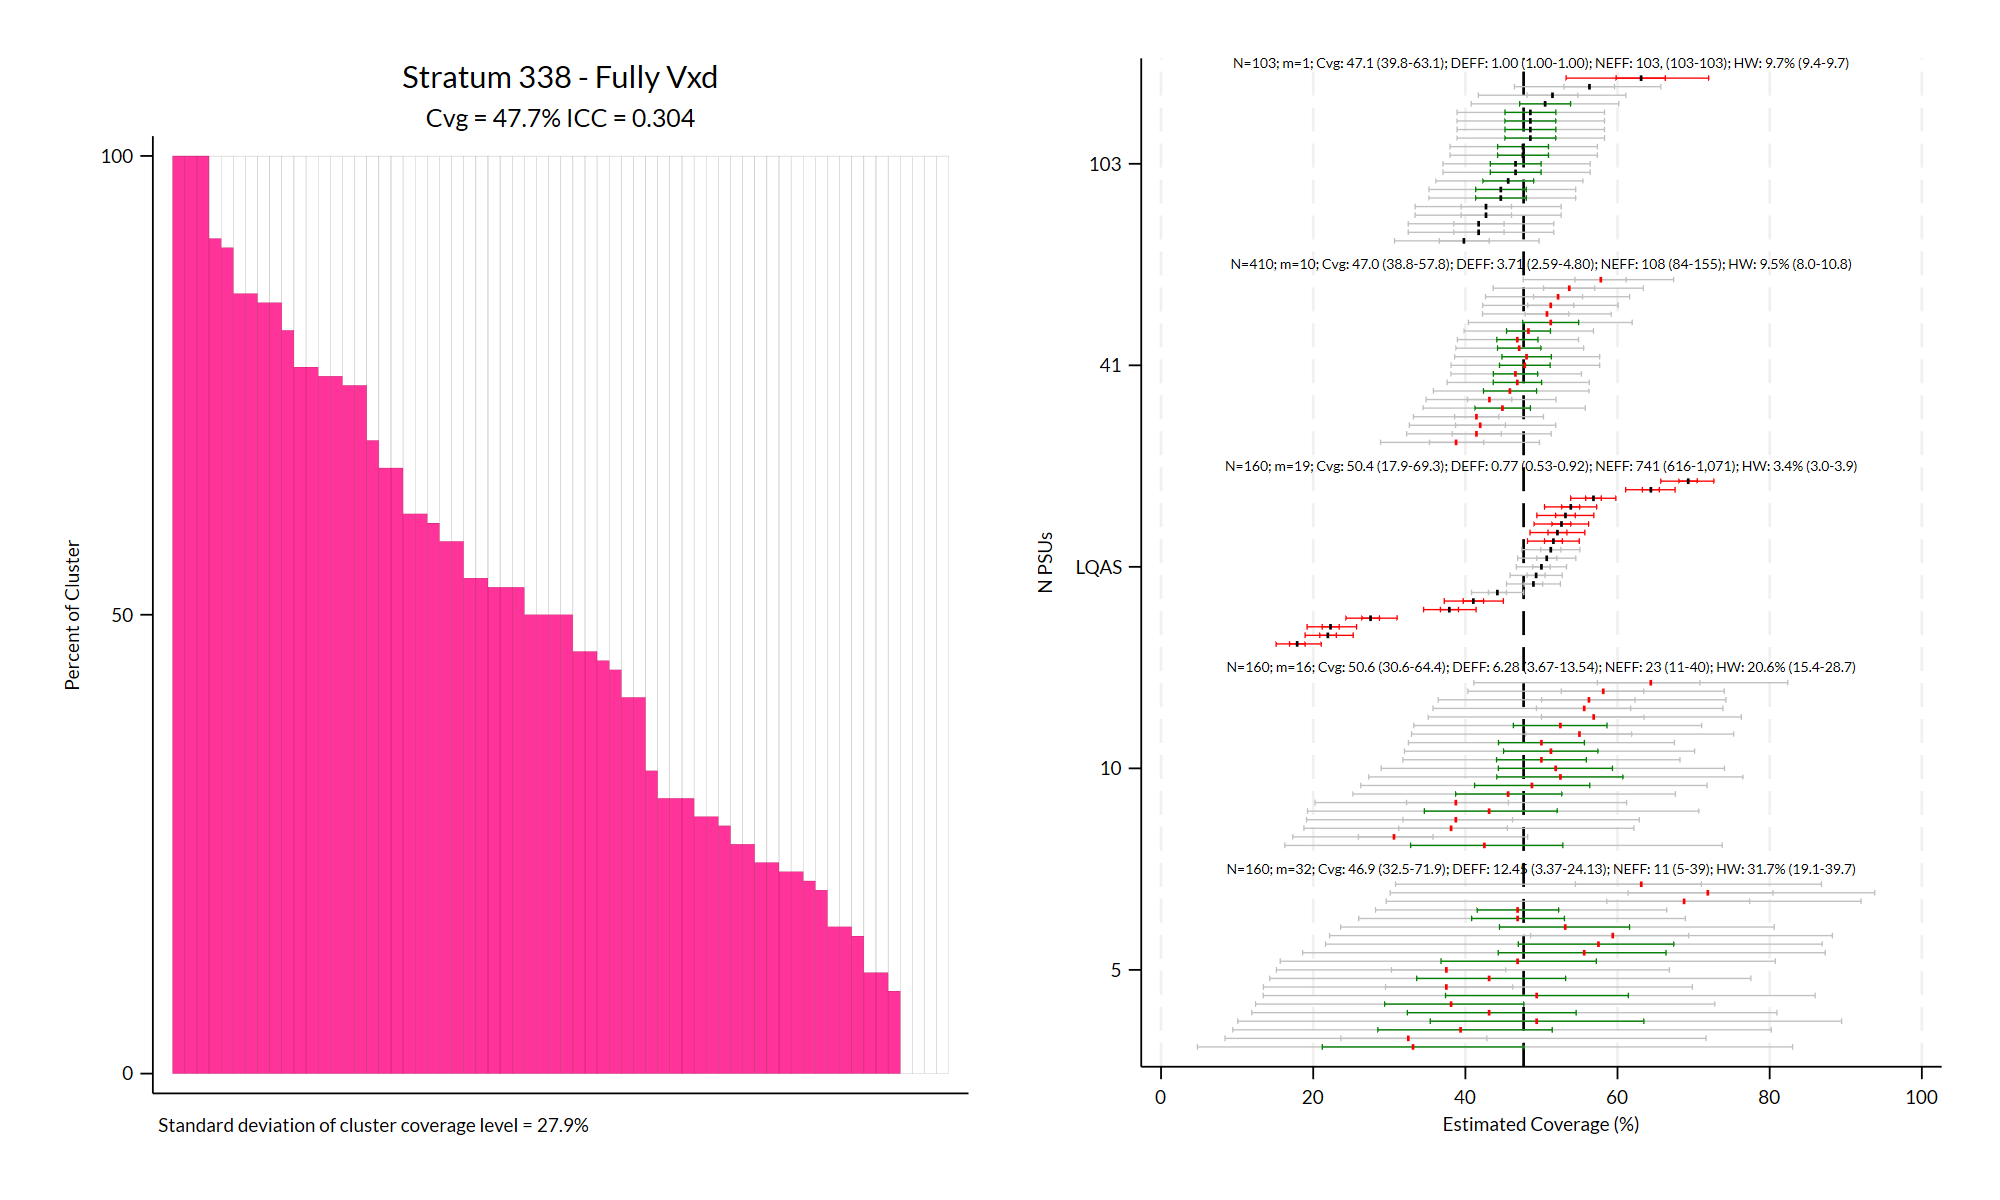 Stratum 338 - Fully Vxd
Cvg = 47.7% ICC = 0.304
Percent of Cluster
100
50
0
Standard deviation of cluster coverage level = 27.9%
N PSUs
N=103; m=1; Cvg: 47.1 (39.8-63.1); DEFF: 1.00 (1.00-1.00); NEFF: 103, (103-103); HW: 9.7% (9.4-9.7)
103
N=410; m=10; Cvg: 47.0 (38.8-57.8); DEFF: 3.71 (2.59-4.80); NEFF: 108 (84-155); HW: 9.5% (8.0-10.8)
41
N=160; m=19; Cvg: 50.4 (17.9-69.3); DEFF: 0.77 (0.53-0.92); NEFF: 741 (616-1,071); HW: 3.4% (3.0-3.9)
LQAS
N=160; m=16; Cvg: 50.6 (30.6-64.4); DEFF: 6.28 (3.67-13.54); NEFF: 23 (11-40); HW: 20.6% (15.4-28.7)
10
N=160; m=32; Cvg: 46.9 (32.5-71.9); DEFF: 12.45 (3.37-24.13); NEFF: 11 (5-39); HW: 31.7% (19.1-39.7)
5
0 20 40 60 80 100
Estimated Coverage (%)